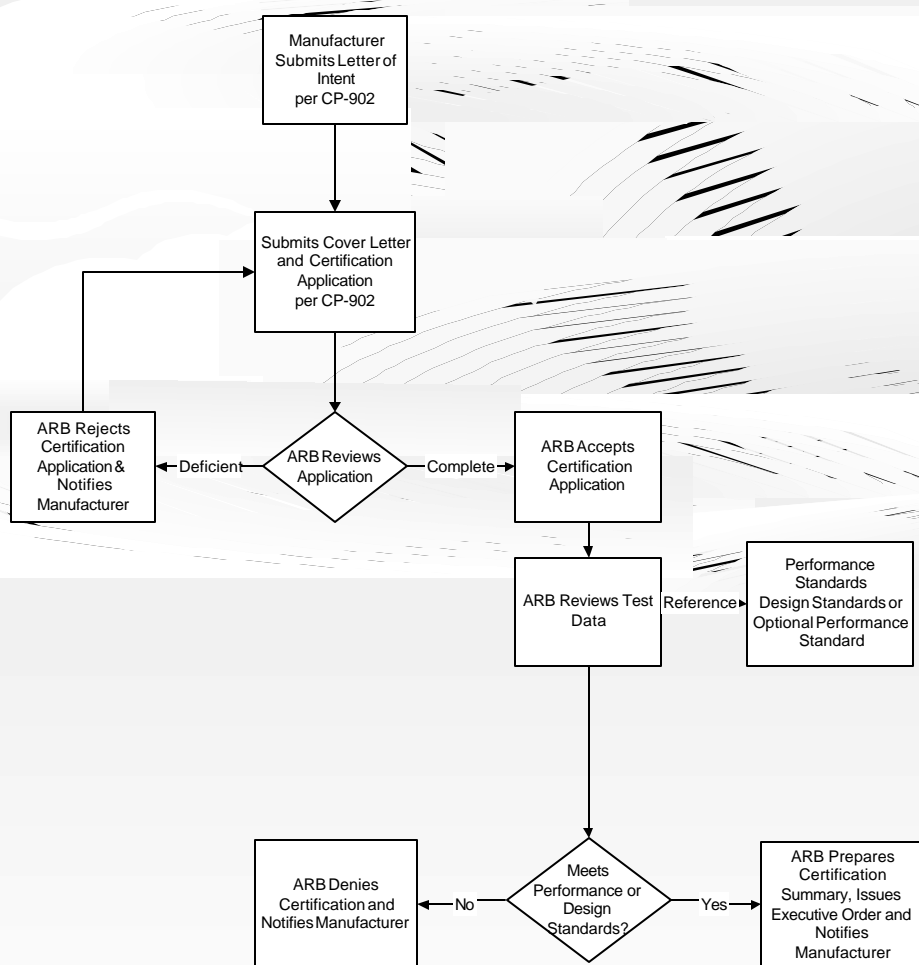 Manufacturer
Submits Letter of
Intent
per CP-902
Submits Cover Letter
and Certification
Application
per CP-902
ARB Rejects
Certification
Application &
Notifies
Manufacturer
Deficient
ARB Reviews
Application
Complete
ARB Accepts
Certification
Application
ARB Reviews Test
Data
Reference
Performance
Standards
Design Standards or
Optional Performance
Standard
ARB Denies
Certification and
Notifies Manufacturer
No
Meets
Performance or
Design
Standards?
Yes
ARB Prepares
Certification
Summary, Issues
Executive Order and
Notifies
Manufacturer